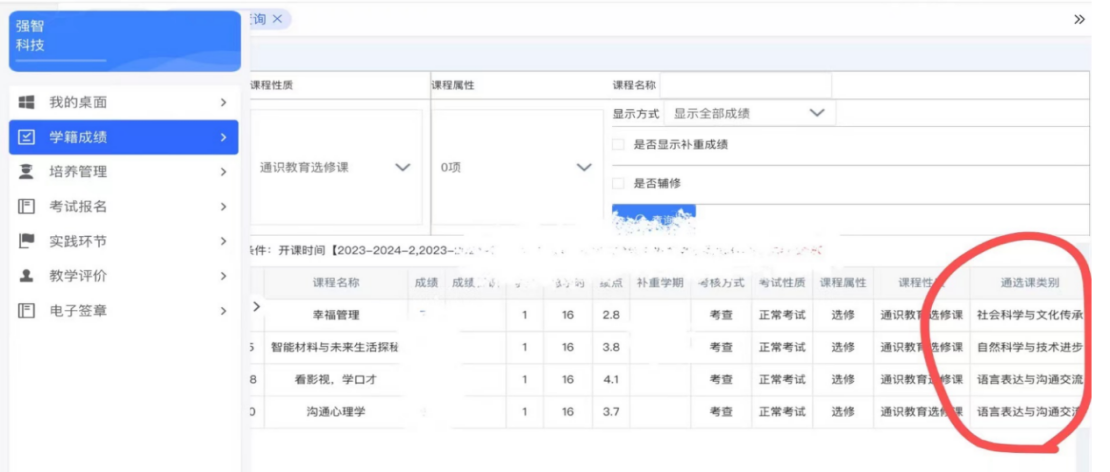 强智
科技
询 ×
我的桌面
学籍成绩
培养管理
考试报名
实践环节
教学评价
电子签章
课程性质 课程属性 课程名称
显示方式 显示全部成绩
是否显示补重成绩
通识教育选修课 0项
是否辅修
条件：开课时间【2023-2024-2,2023-
课程名称 成绩 成绩 绩点 补重学期 考核方式 考试性质 课程属性 课程性 通选课类别
幸福管理 1 16 2.8 考查 正常考试 选修 通识教育选修课 社会科学与文化传承
5 智能材料与未来生活探秘 1 16 3.8 考查 正常考试 选修 通识教育选修课 自然科学与技术进步
8 看影视，学口才 1 16 4.1 考查 正常考试 选修 通识教育选修课 语言表达与沟通交流
0 沟通心理学 1 16 3.7 考查 正常考试 选修 通识教育选修课 语言表达与沟通交流